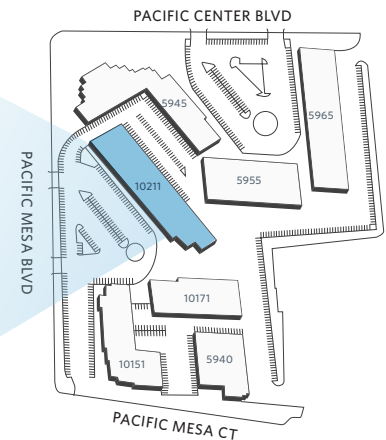 PACIFIC CENTER BLVD
5945
5965
5955
10211
PACIFIC MESA BLVD
10171
10151
5940
PACIFIC MESA CT